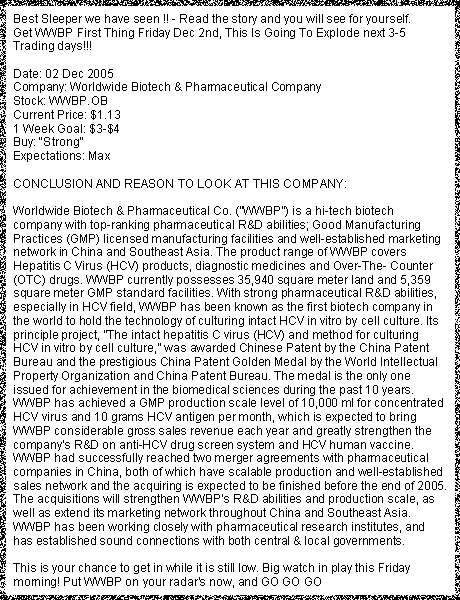 Best Sleeper we have seen !! - Read the story and you will see for yourself.
Get WWBP First Thing Friday Dec 2nd, This Is Going To Explode next 3-5
Trading days!!!
Date: 02 Dec 2005
Company: Worldwide Biotech & Pharmaceutical Company
Stock: WWBP.OB
Current Price: $1.13
1 Week Goal: $3-$4
Buy: "Strong"
Expectations: Max
CONCLUSION AND REASON TO LOOK AT THIS COMPANY:
Worldwide Biotech & Pharmaceutical Co. ("WWBP") is a hi-tech biotech
company with top-ranking pharmaceutical R&D abilities; Good Manufacturing
Practices (GMP) licensed manufacturing facilities and well-established marketing
network in China and Southeast Asia. The product range of WWBP covers
Hepatitis C Virus (HCV) products, diagnostic medicines and Over-The- Counter
(OTC) drugs. WWBP currently possesses 35,940 square meter land and 5,359
square meter GMP standard facilities. With strong pharmaceutical R&D abilities,
especially in HCV field, WWBP has been known as the first biotech company in
the world to hold the technology of culturing intact HCV in vitro by cell culture. Its
principle project, "The intact hepatitis C virus (HCV) and method for culturing
HCV in vitro by cell culture," was awarded Chinese Patent by the China Patent
Bureau and the prestigious China Patent Golden Medal by the World Intellectual
Property Organization and China Patent Bureau. The medal is the only one
issued for achievement in the biomedical sciences during the past 10 years.
WWBP has achieved a GMP production scale level of 10,000 ml for concentrated
HCV virus and 10 grams HCV antigen per month, which is expected to bring
WWBP considerable gross sales revenue each year and greatly strengthen the
company's R&D on anti-HCV drug screen system and HCV human vaccine.
WWBP had successfully reached two merger agreements with pharmaceutical
companies in China, both of which have scalable production and well-established
sales network and the acquiring is expected to be finished before the end of 2005.
The acquisitions will strengthen WWBP's R&D abilities and production scale, as
well as extend its marketing network throughout China and Southeast Asia.
WWBP has been working closely with pharmaceutical research institutes, and
has established sound connections with both central & local governments.
This is your chance to get in while it is still low. Big watch in play this Friday
morning! Put WWBP on your radar's now, and GO GO GO